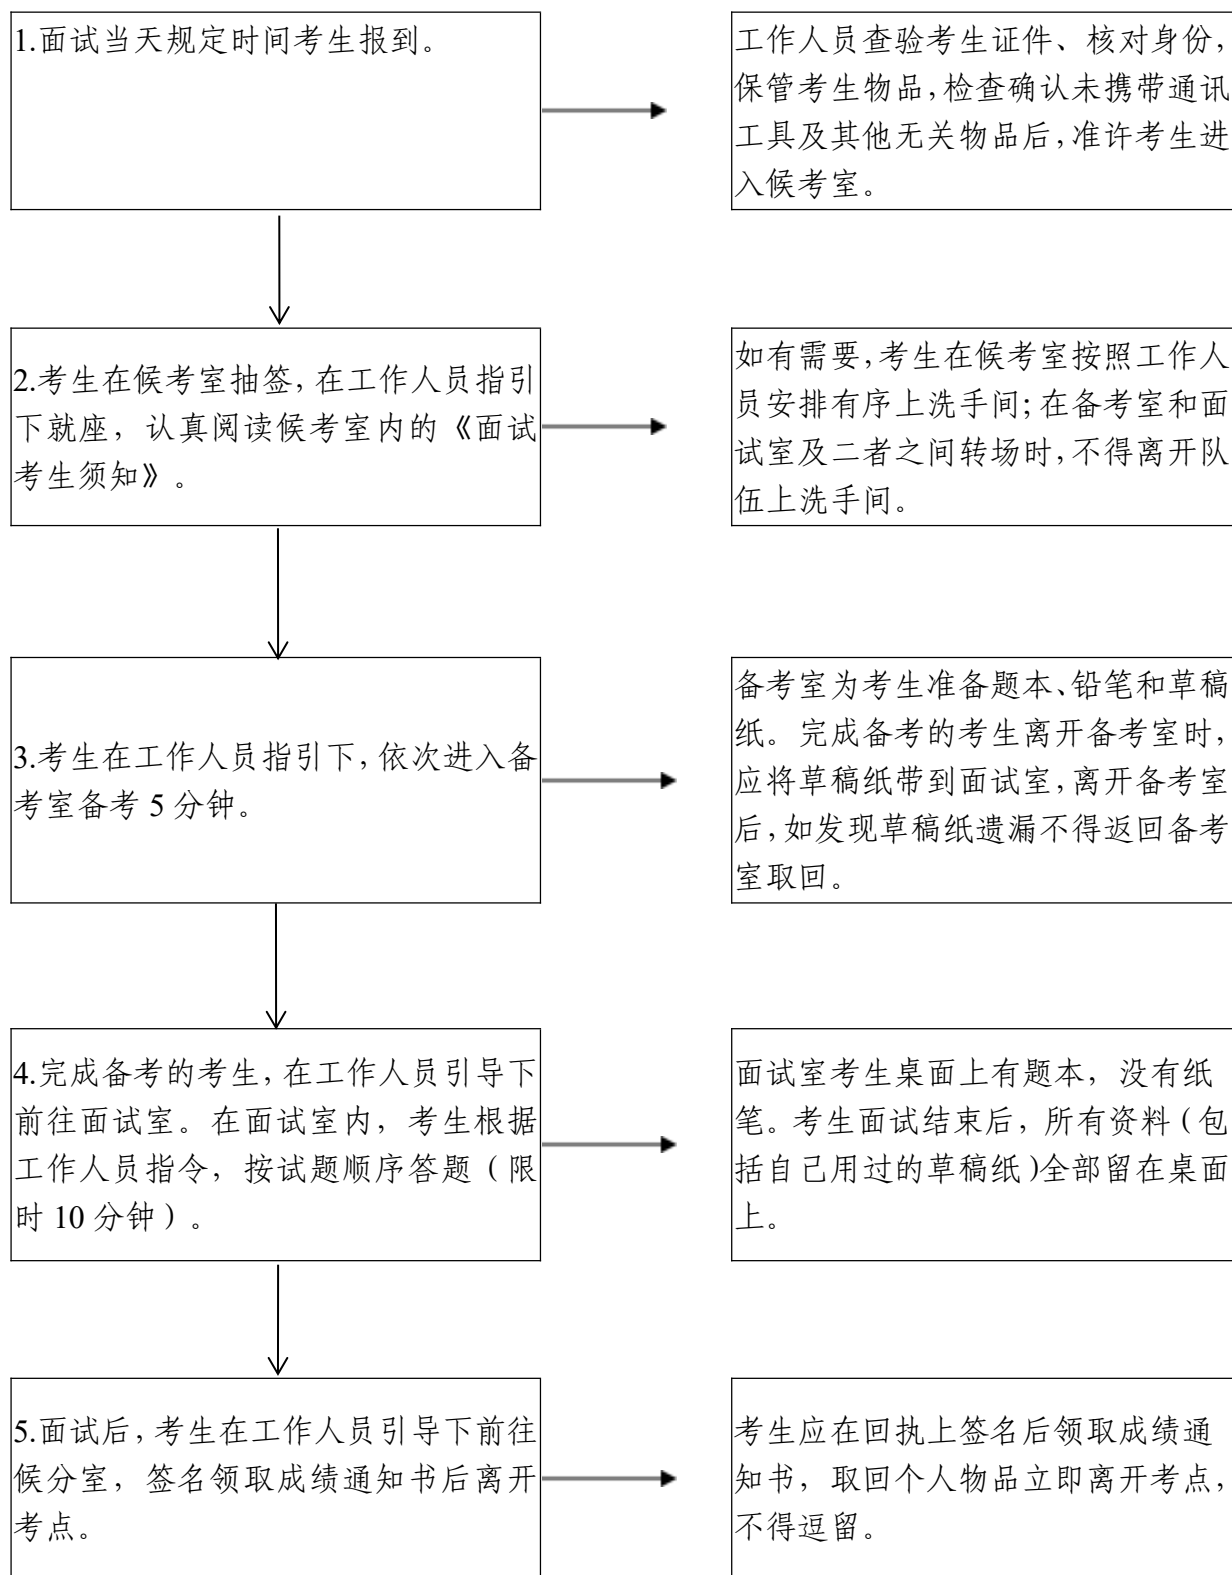 1.面试当天规定时间考生报到。
工作人员查验考生证件、核对身份，
保管考生物品，检查确认未携带通讯
工具及其他无关物品后，准许考生进
入候考室。
2.考生在候考室抽签，在工作人员指引
下就座，认真阅读候考室内的《面试
考生须知》。
如有需要，考生在候考室按照工作人
员安排有序上洗手间；在备考室和面
试室及二者之间转场时，不得离开队
伍上洗手间。
3.考生在工作人员指引下，依次进入备
考室备考 5 分钟。
备考室为考生准备题本、铅笔和草稿
纸。完成备考的考生离开备考室时，
应将草稿纸带到面试室，离开备考室
后，如发现草稿纸遗漏不得返回备考
室取回。
4.完成备考的考生，在工作人员引导下
前往面试室。在面试室内，考生根据
工作人员指令，按试题顺序答题（限
时 10 分钟）。
面试室考生桌面上有题本，没有纸
笔。考生面试结束后，所有资料（包
括自己用过的草稿纸）全部留在桌面
上。
5.面试后，考生在工作人员引导下前往
候分室，签名领取成绩通知书后离开
考点。
考生应在回执上签名后领取成绩通
知书，取回个人物品立即离开考点，
不得逗留。